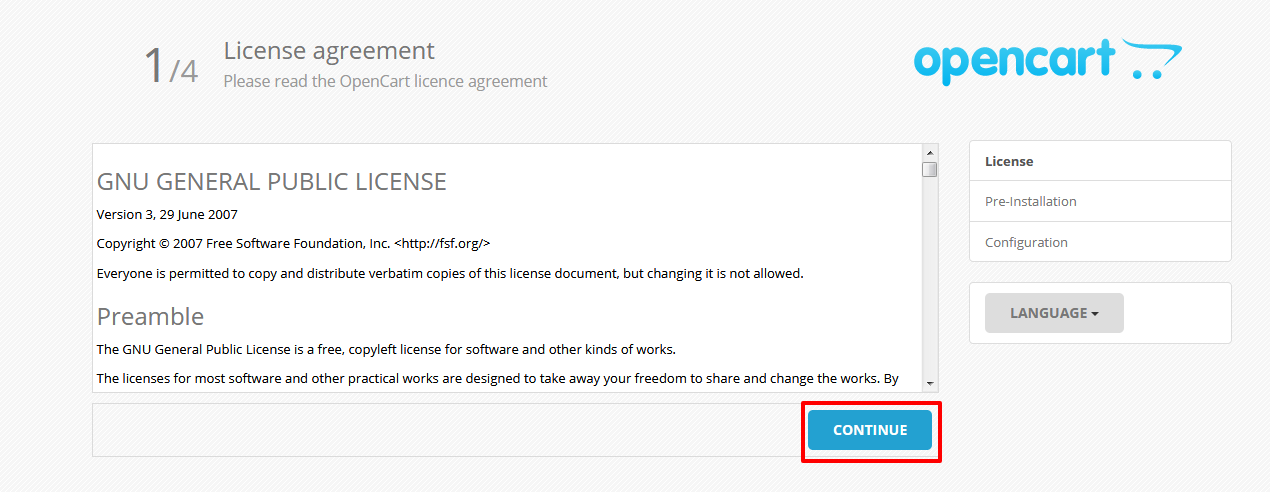 1/4
License agreement
Please read the OpenCart licence agreement
opencart
GNU GENERAL PUBLIC LICENSE
Version 3, 29 June 2007
Copyright © 2007 Free Software Foundation, Inc. <http://fsf.org/>
Everyone is permitted to copy and distribute verbatim copies of this license document, but changing it is not allowed.
Preamble
The GNU General Public License is a free, copyleft license for software and other kinds of works.
The licenses for most software and other practical works are designed to take away your freedom to share and change the works. By
CONTINUE
License
Pre-Installation
Configuration
LANGUAGE